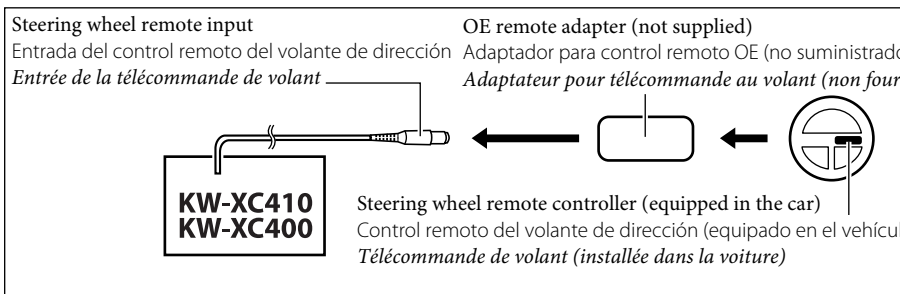 Steering wheel remote input
Entrada del control remoto del volante de dirección
Entrée de la télécommande de volant
OE remote adapter (not supplied)
Adaptador para control remoto OE (no
Adaptateur pour télécommande au volant (non
KW-XC410
KW-XC400
Steering wheel remote controller (equipped in the car)
Control remoto del volante de dirección (equipado en el
Télécommande de volant (installée dans la voiture)